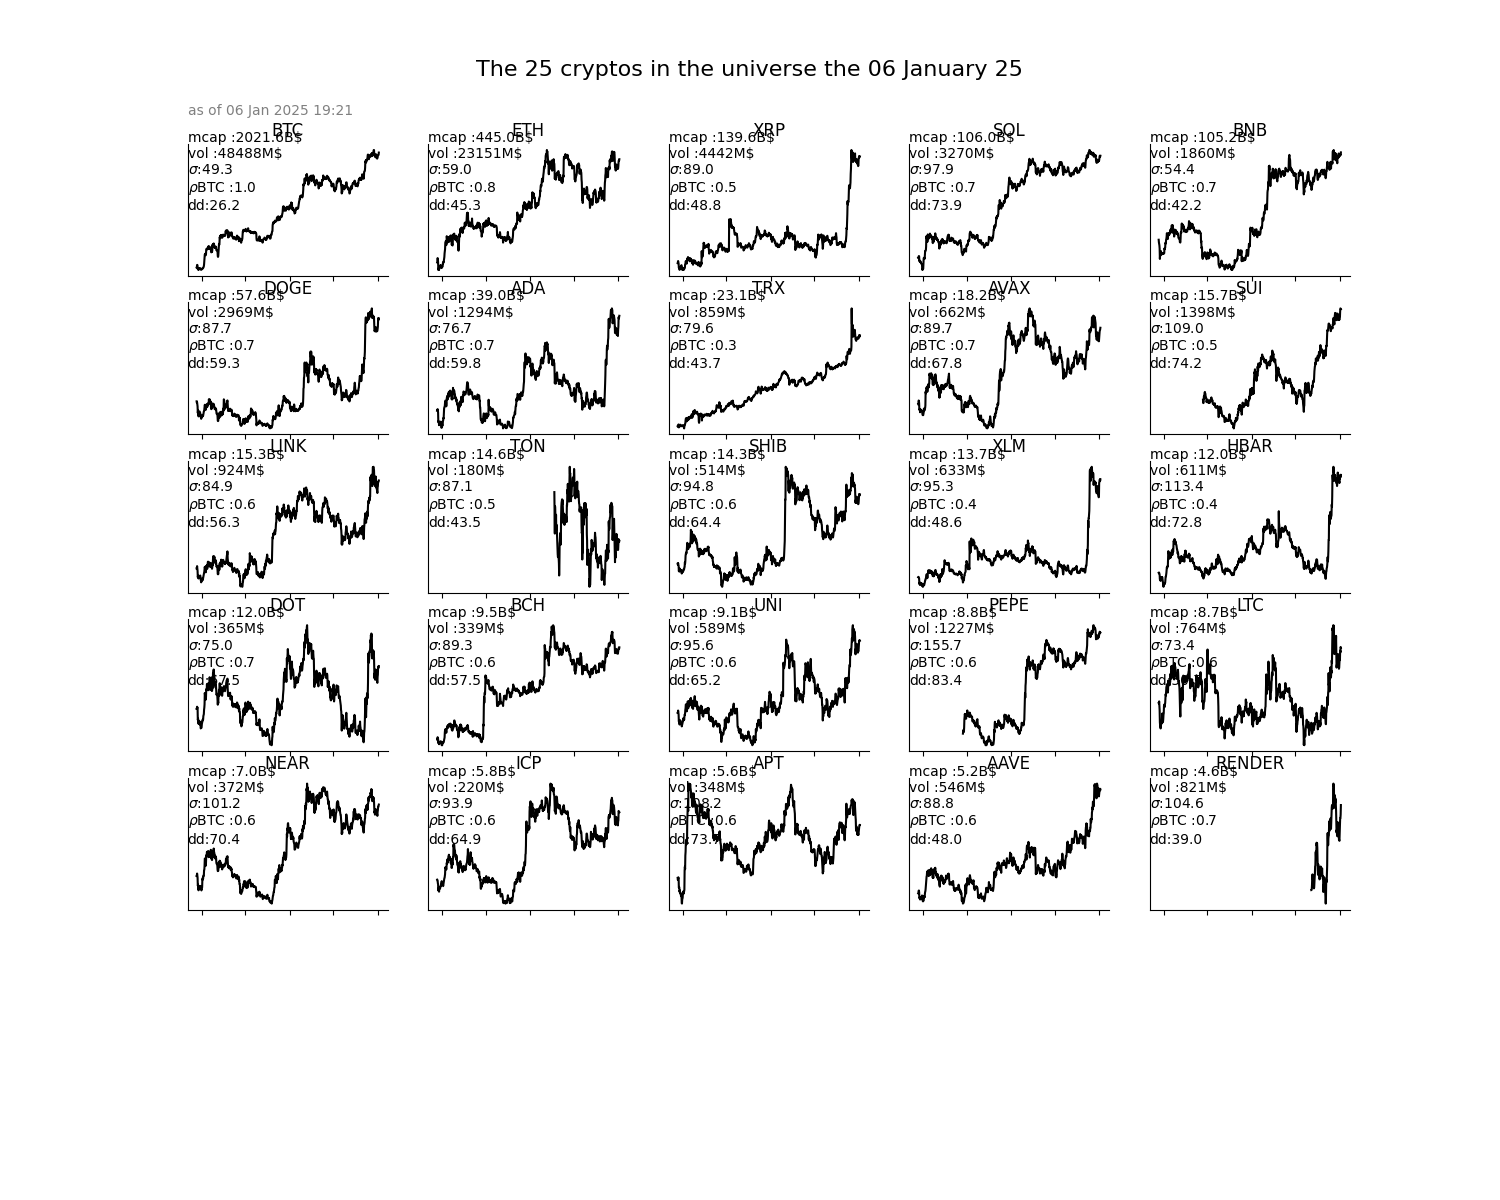 The 25 cryptos in the universe the 06 January 25
as of 06 Jan 2025 19:21
BTC
mcap :2021.6B$
vol :48488M$
σ:49.3
ρBTC :1.0
dd:26.2
ETH
mcap :445.0B$
vol :23151M$
σ:59.0
ρBTC :0.8
dd:45.3
XRP
mcap :139.6B$
vol :4442M$
σ:89.0
ρBTC :0.5
dd:48.8
SOL
mcap :106.0B$
vol :3270M$
σ:97.9
ρBTC :0.7
dd:73.9
BNB
mcap :105.2B$
vol :1860M$
σ:54.4
ρBTC :0.7
dd:42.2
DOGE
mcap :57.6B$
vol :2969M$
σ:87.7
ρBTC :0.7
dd:59.3
ADA
mcap :39.0B$
vol :1294M$
σ:76.7
ρBTC :0.7
dd:59.8
TRX
mcap :23.1B$
vol :859M$
σ:79.6
ρBTC :0.3
dd:43.7
AVAX
mcap :18.2B$
vol :662M$
σ:89.7
ρBTC :0.7
dd:67.8
SUI
mcap :15.7B$
vol :1398M$
σ:109.0
ρBTC :0.5
dd:74.2
LINK
mcap :15.3B$
vol :924M$
σ:84.9
ρBTC :0.6
dd:56.3
TON
mcap :14.6B$
vol :180M$
σ:87.1
ρBTC :0.5
dd:43.5
SHIB
mcap :14.3B$
vol :514M$
σ:94.8
ρBTC :0.6
dd:64.4
XLM
mcap :13.7B$
vol :633M$
σ:95.3
ρBTC :0.4
dd:48.6
HBAR
mcap :12.0B$
vol :611M$
σ:113.4
ρBTC :0.4
dd:72.8
DOT
mcap :12.0B$
vol :365M$
σ:75.0
ρBTC :0.7
BCH
mcap :9.5B$
vol :339M$
σ:89.3
ρBTC :0.6
dd:57.5
UNI
mcap :9.1B$
vol :589M$
σ:95.6
ρBTC :0.6
dd:65.2
PEPE
mcap :8.8B$
vol :1227M$
σ:155.7
ρBTC :0.6
dd:83.4
LTC
mcap :8.7B$
vol :764M$
σ:73.4
ρBTC :0.6
NEAR
mcap :7.0B$
vol :372M$
σ:101.2
ρBTC :0.6
dd:70.4
ICP
mcap :5.8B$
vol :220M$
σ:93.9
ρBTC :0.6
dd:64.9
APT
mcap :5.6B$
vol :348M$
σ:108.2
ρBTC :0.6
AAVE
mcap :5.2B$
vol :546M$
σ:88.8
ρBTC :0.6
dd:48.0
RENDER
mcap :4.6B$
vol :821M$
σ:104.6
ρBTC :0.7
dd:39.0